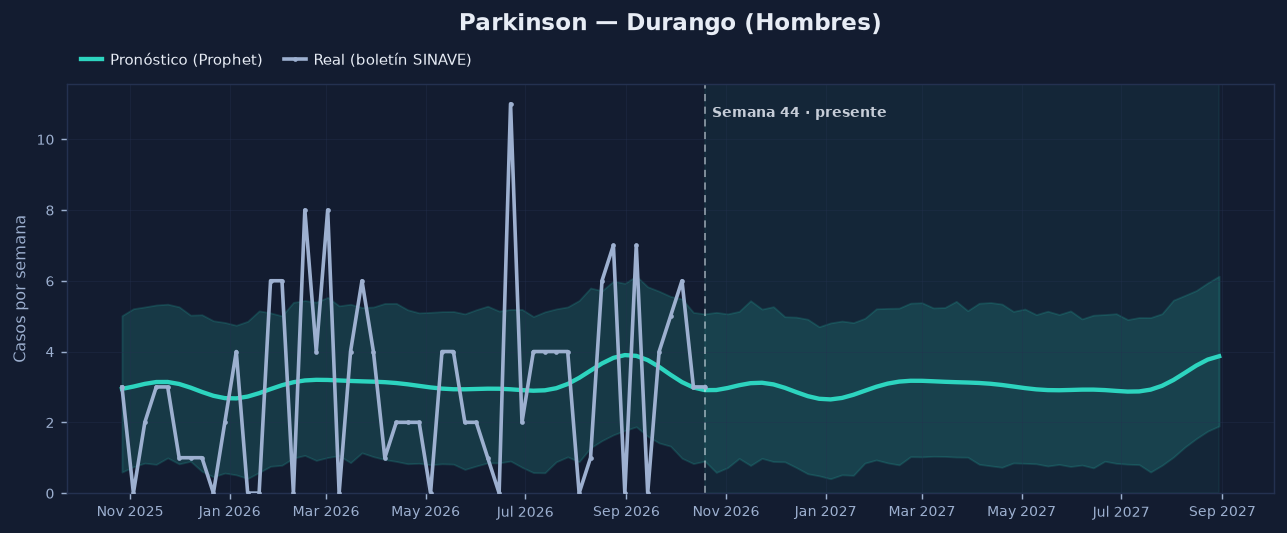 Parkinson — Durango (Hombres)
Pronóstico (Prophet)
Real (boletín SINAVE)
Semana 44 · presente
Casos por semana
10
8
6
4
2
0
Nov 2025
Jan 2026
Mar 2026
May 2026
Jul 2026
Sep 2026
Nov 2026
Jan 2027
Mar 2027
May 2027
Jul 2027
Sep 2027